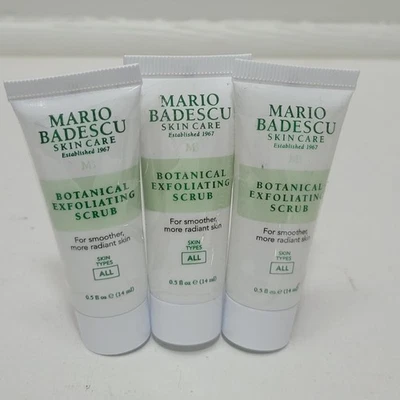 MARIO
BADESCU
SKIN CARE
Established 1967
BOTANICAL
EXFOLIATING
SCRUB
For smoother,
more radiant skin
SKIN
TYPES
ALL
0.5 fl oz ℮ (14 ml)
MARIO
BADESCU
SKIN CARE
Established 1967
BOTANICAL
EXFOLIATING
SCRUB
For smoother,
more radiant skin
SKIN
TYPES
ALL
0.5 fl oz ℮ (14 ml)
MARIO
BADESCU
SKIN CARE
Established 1967
BOTANICAL
EXFOLIATING
SCRUB
For smoother,
more radiant skin
SKIN
TYPES
ALL
0.5 fl oz ℮ (14 ml)